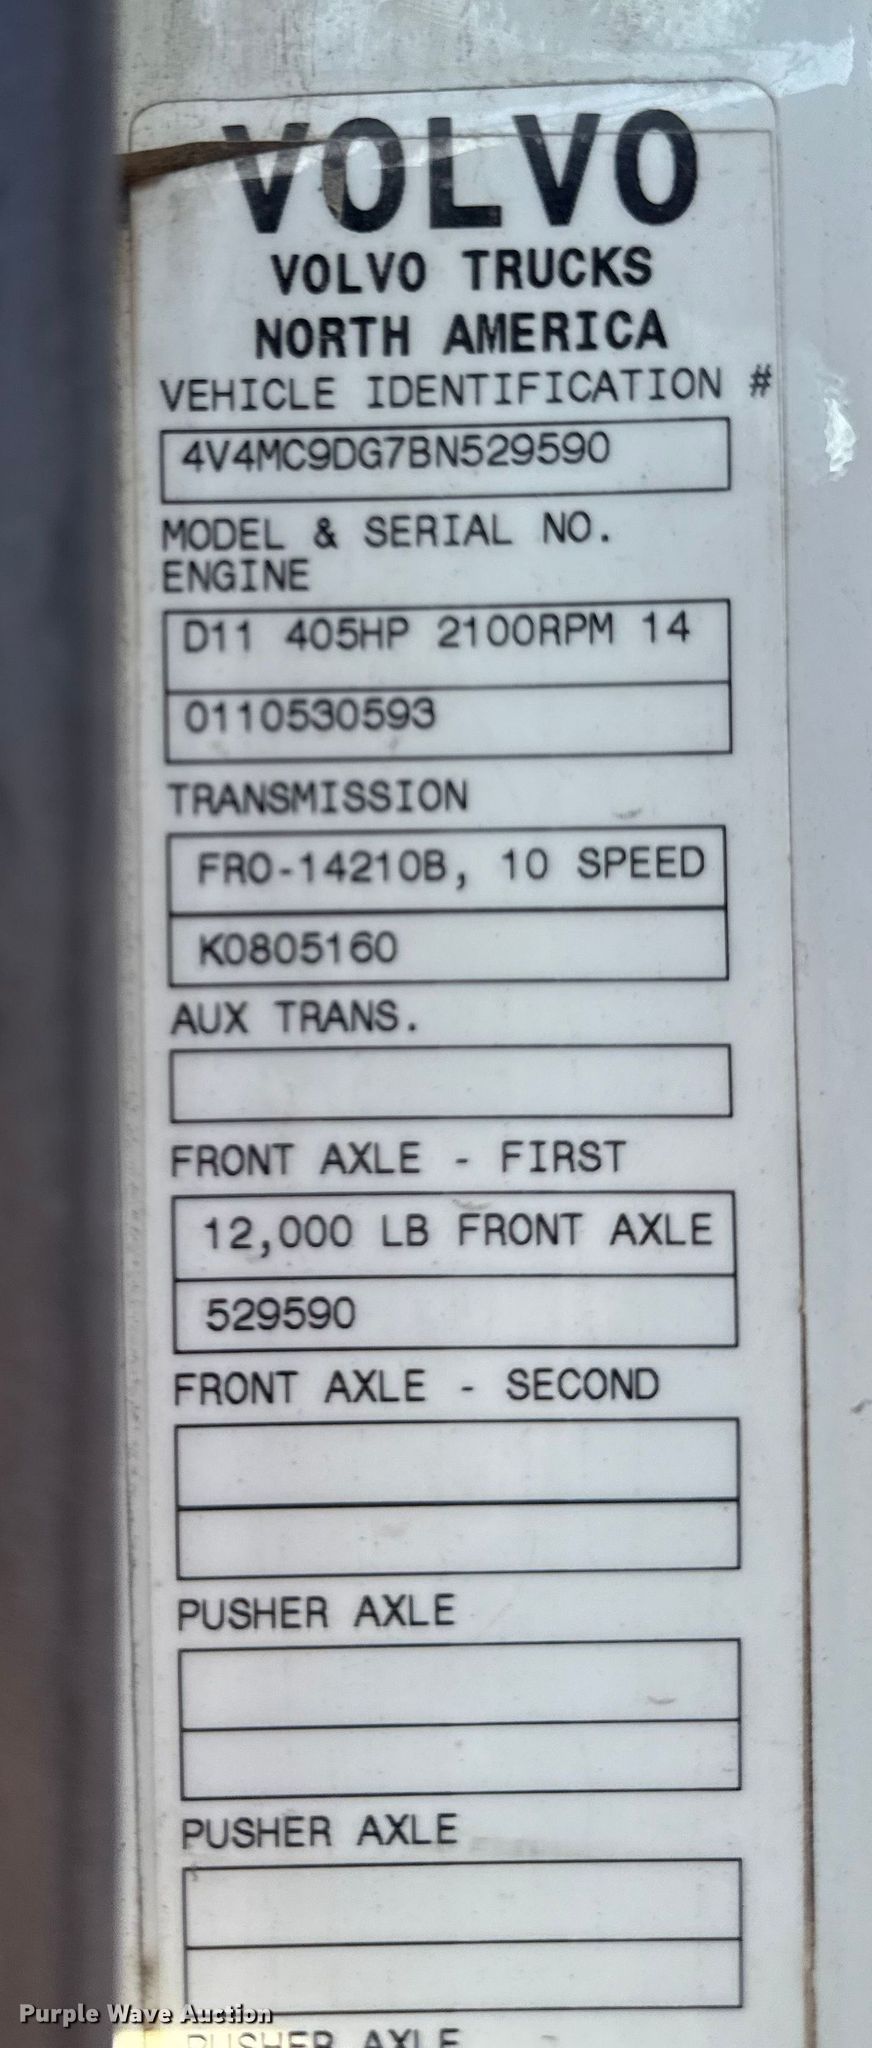 VOLVO
VOLVO TRUCKS
NORTH AMERICA
VEHICLE IDENTIFICATION #
4V4MC9DG7BN529590
MODEL & SERIAL NO.
ENGINE
D11 405HP 2100RPM 14
0110530593
TRANSMISSION
FRO-14210B, 10 SPEED
K0805160
AUX TRANS.
FRONT AXLE - FIRST
12,000 LB FRONT AXLE
529590
FRONT AXLE - SECOND
PUSHER AXLE
PUSHER AXLE
Purple Wave Auction
PUSHER AXLE